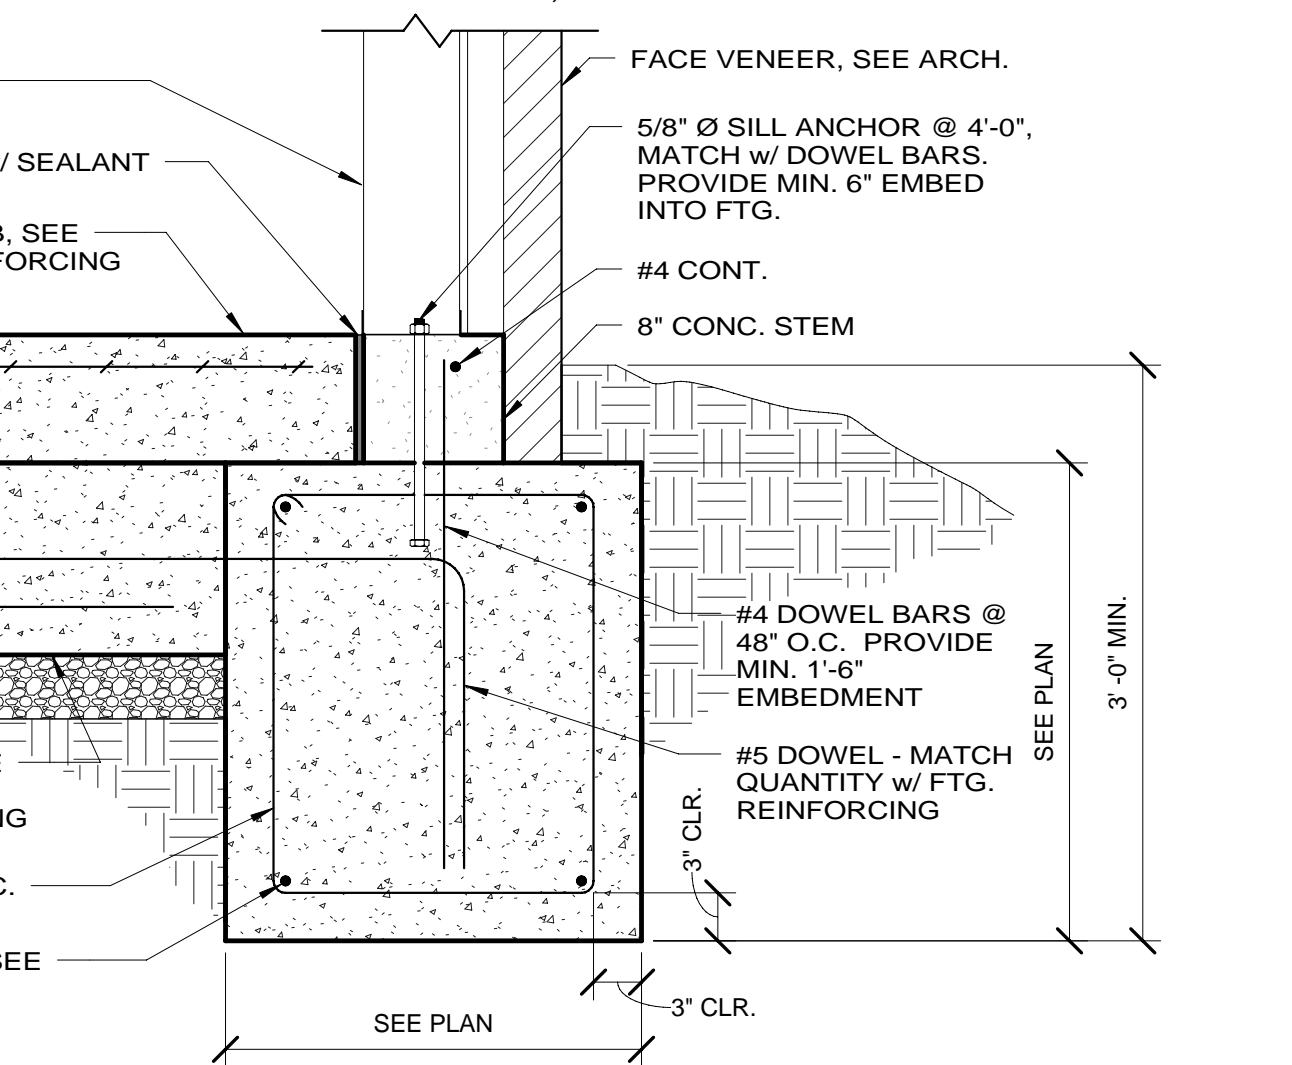 FACE VENEER, SEE ARCH.
5/8" Ø SILL ANCHOR @ 4'-0",
MATCH w/ DOWEL BARS.
PROVIDE MIN. 6" EMBED
INTO FTG.
#4 CONT.
8" CONC. STEM
/ SEALANT
, SEE
FORCING
#4 DOWEL BARS @
48" O.C.  PROVIDE
MIN. 1'-6"
EMBEDMENT
#5 DOWEL - MATCH
QUANTITY w/ FTG.
REINFORCING
NG
C.
SEE
3" CLR.
SEE PLAN
3' -0" MIN.
3" CLR.
SEE PLAN